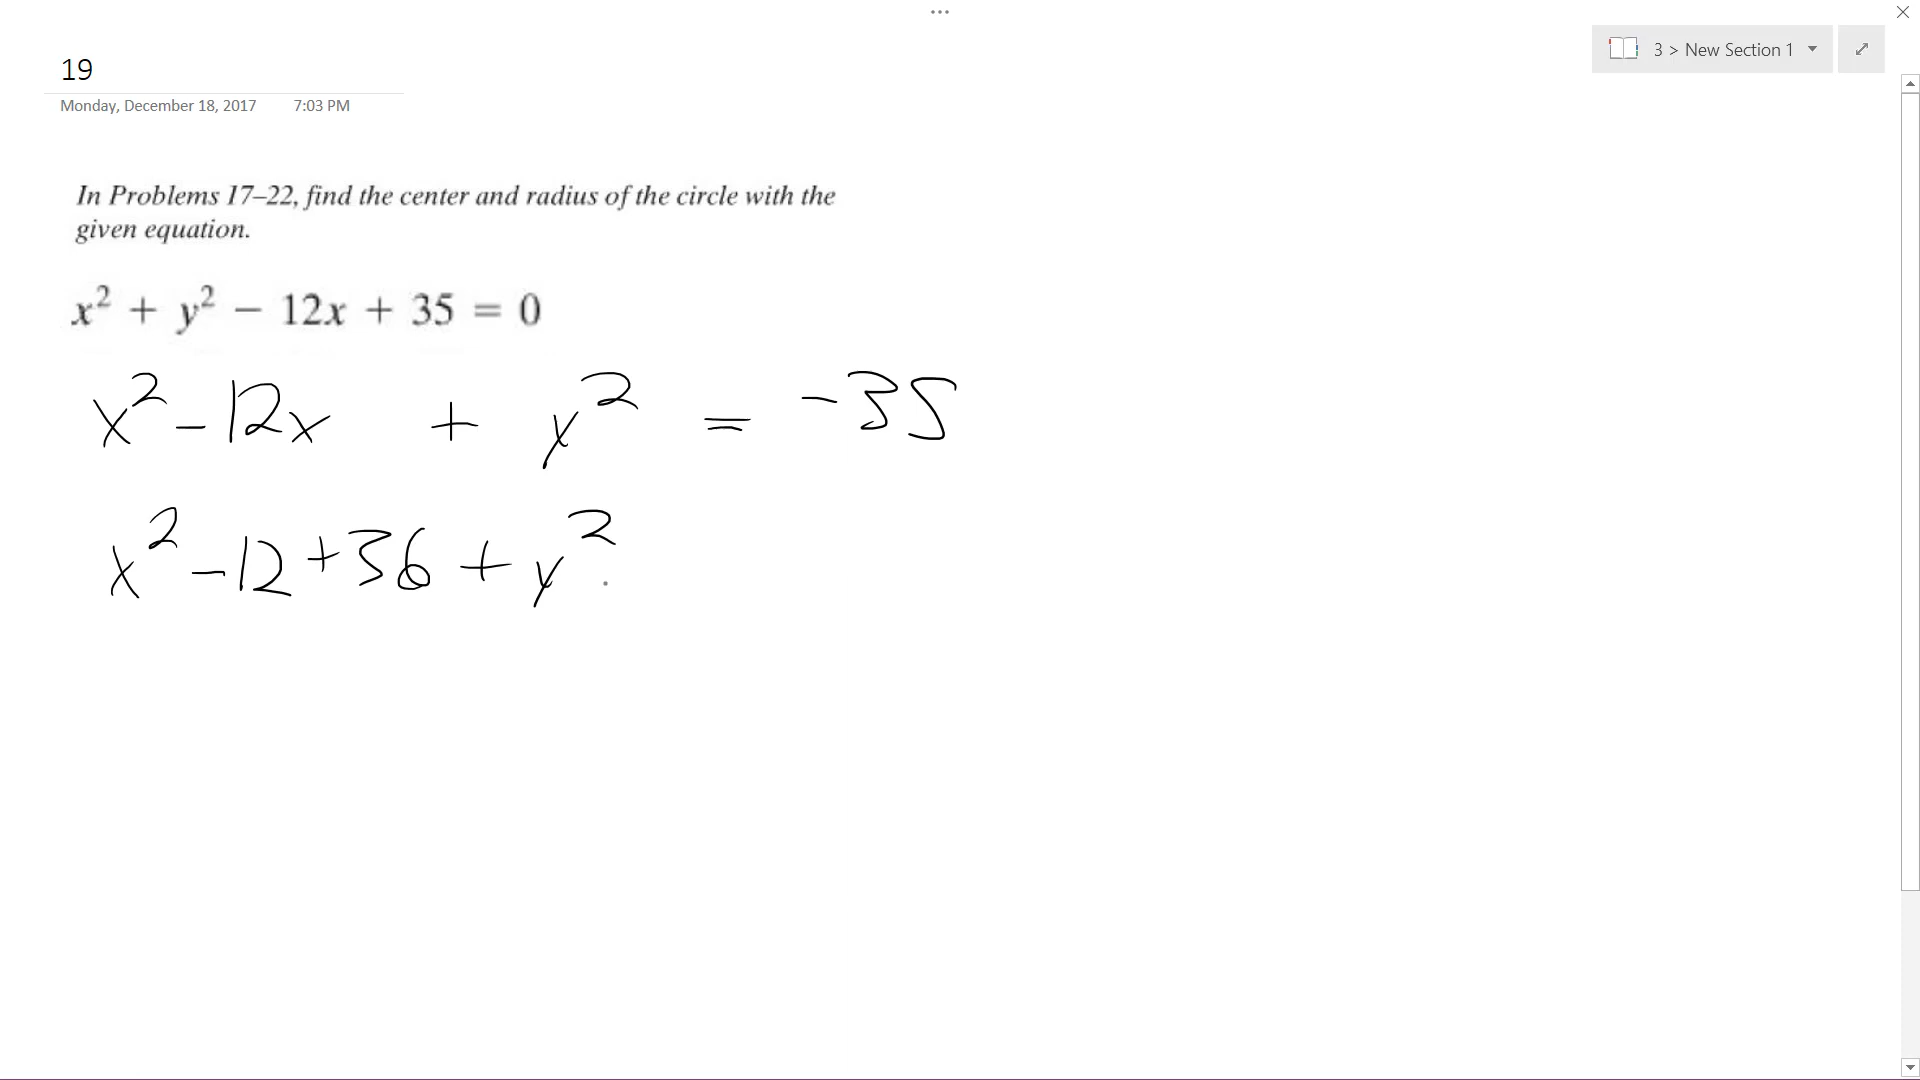 ...
3 > New Section 1
19
Monday, December 18, 2017 7:03 PM
In Problems 17–22, find the center and radius of the circle with the
given equation.
x² + y² − 12x + 35 = 0
x² - 12x + y² = -35
x² - 12 + 36 + y²